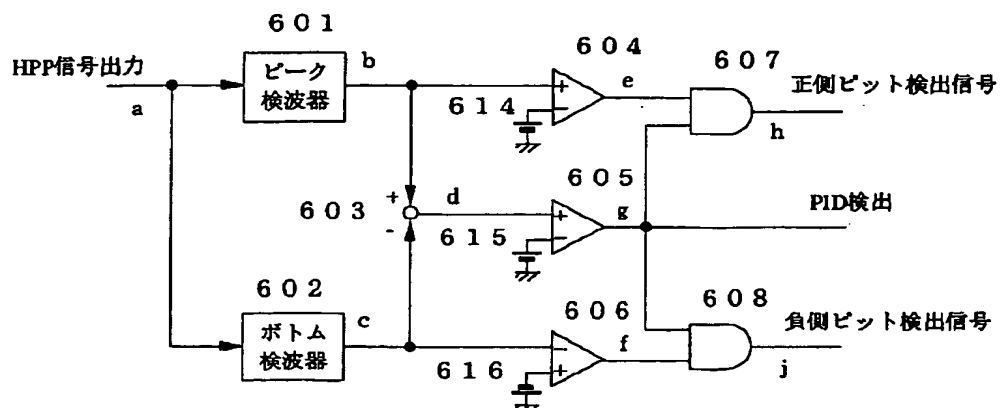 601
604
607
HPP信号出力
ピーク
検波器
b
e
正側ピット検出信号
a
614
h
605
+
d
g
PID検出
603
-
615
602
606
608
ボトム
検波器
c
f
負側ピット検出信号
616
j
+
-
+
-
-
+